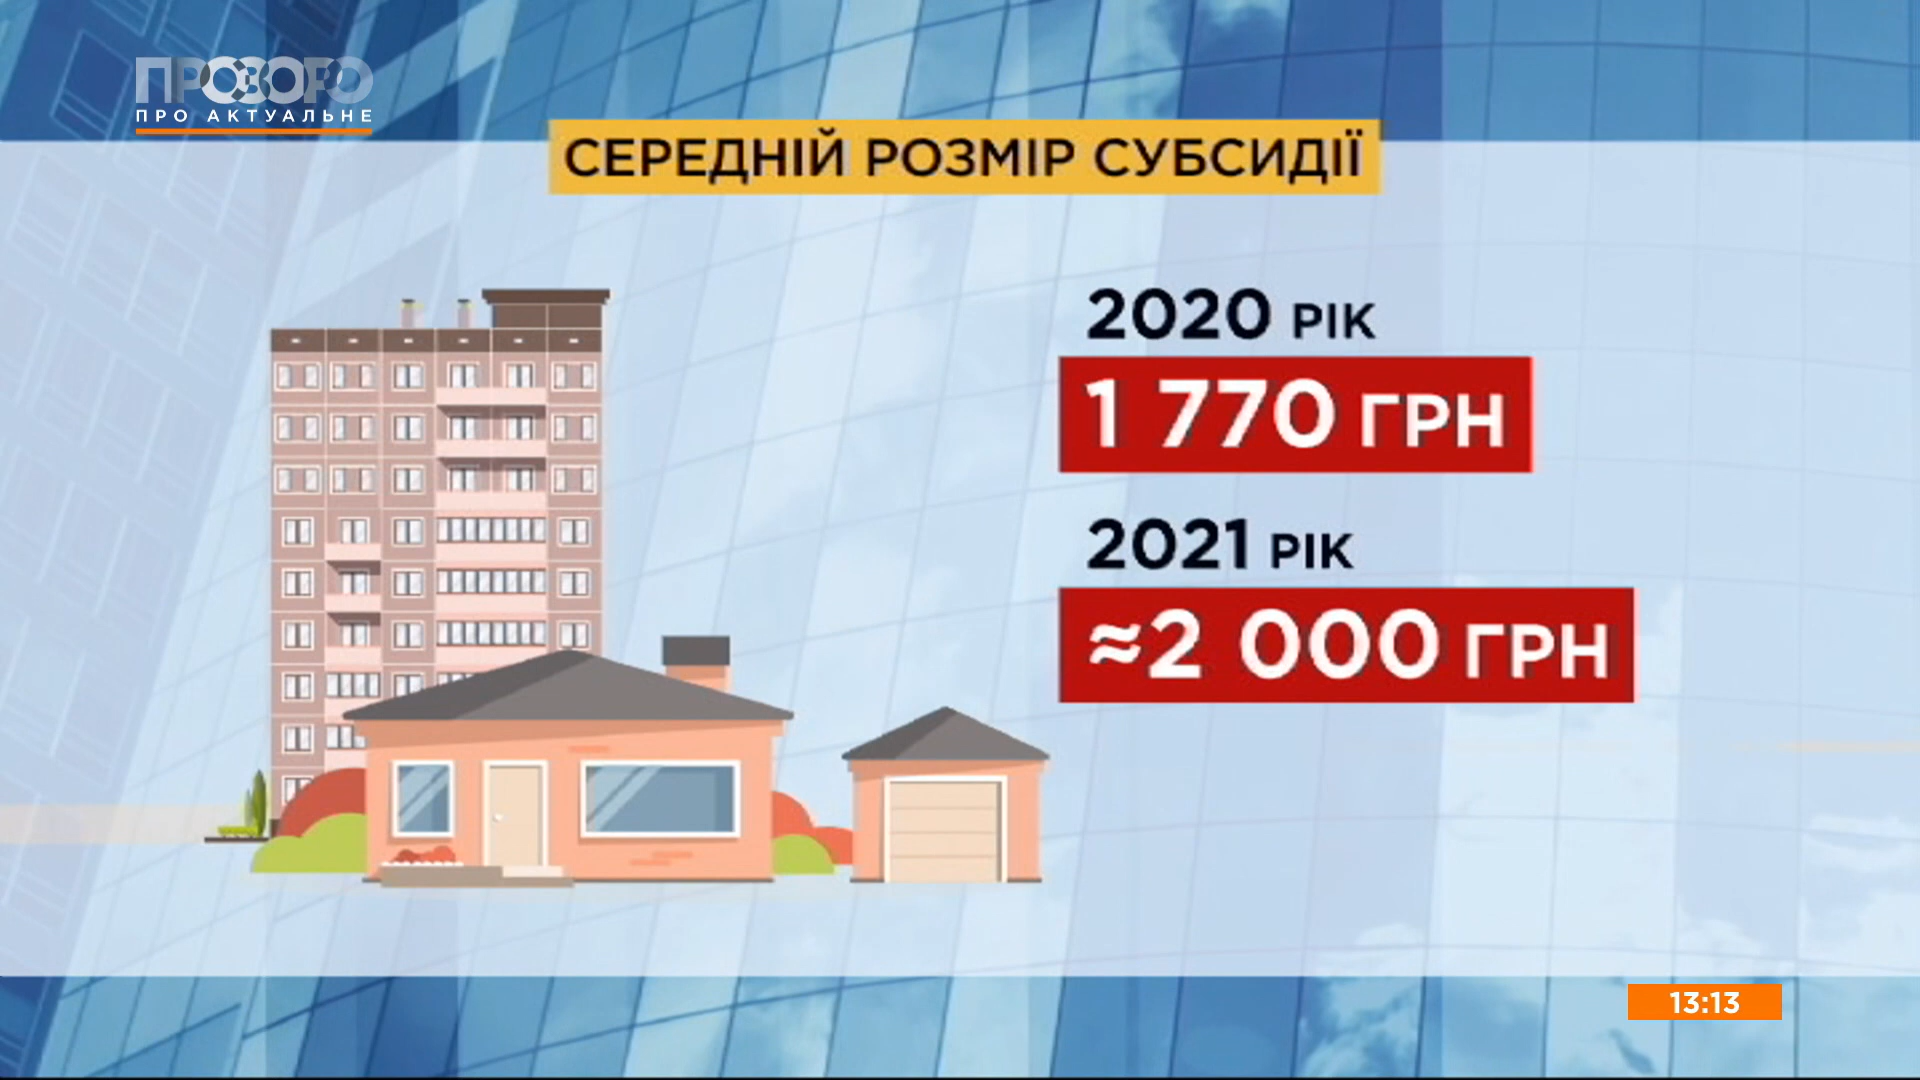 ПРОЗОРО
ПРО АКТУАЛЬНЕ
СЕРЕДНІЙ РОЗМІР СУБСИДІЇ
2020 РІК
1 770 ГРН
2021 РІК
≈2 000 ГРН
13:13